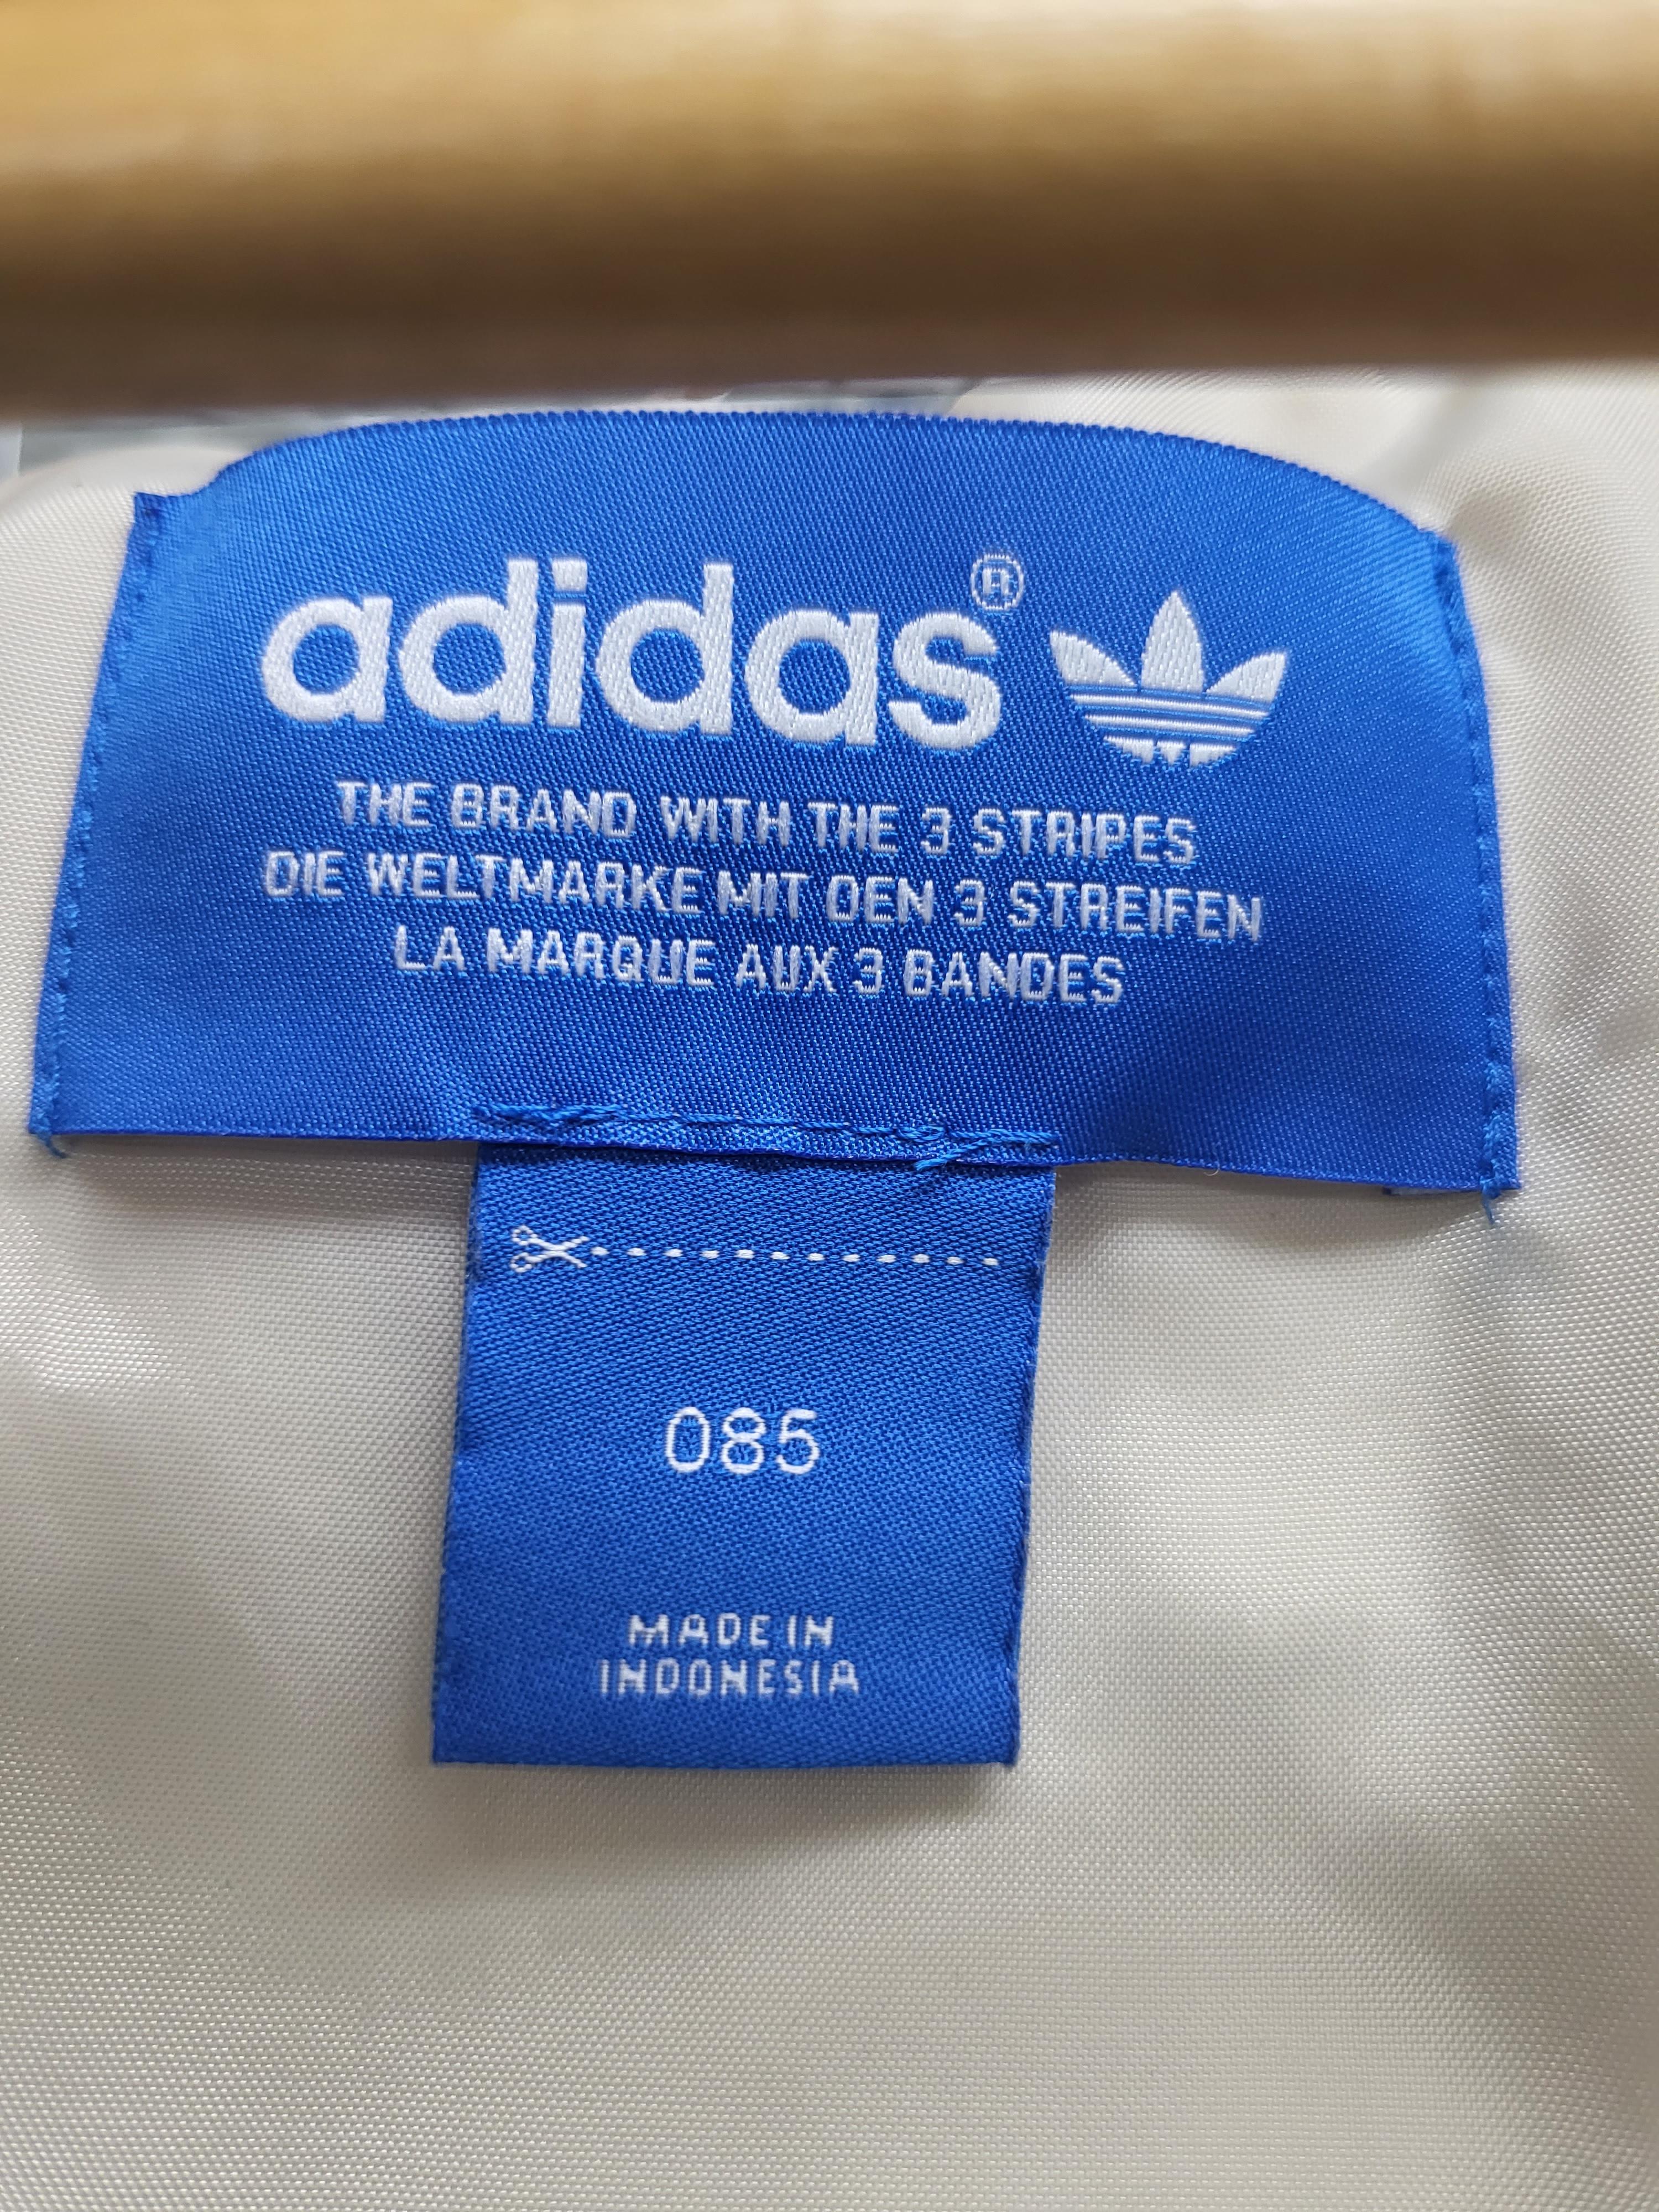 adidas®
THE BRAND WITH THE 3 STRIPES
DIE WELTMARKE MIT DEN 3 STREIFEN
LA MARQUE AUX 3 BANDES
085
MADE IN
INDONESIA